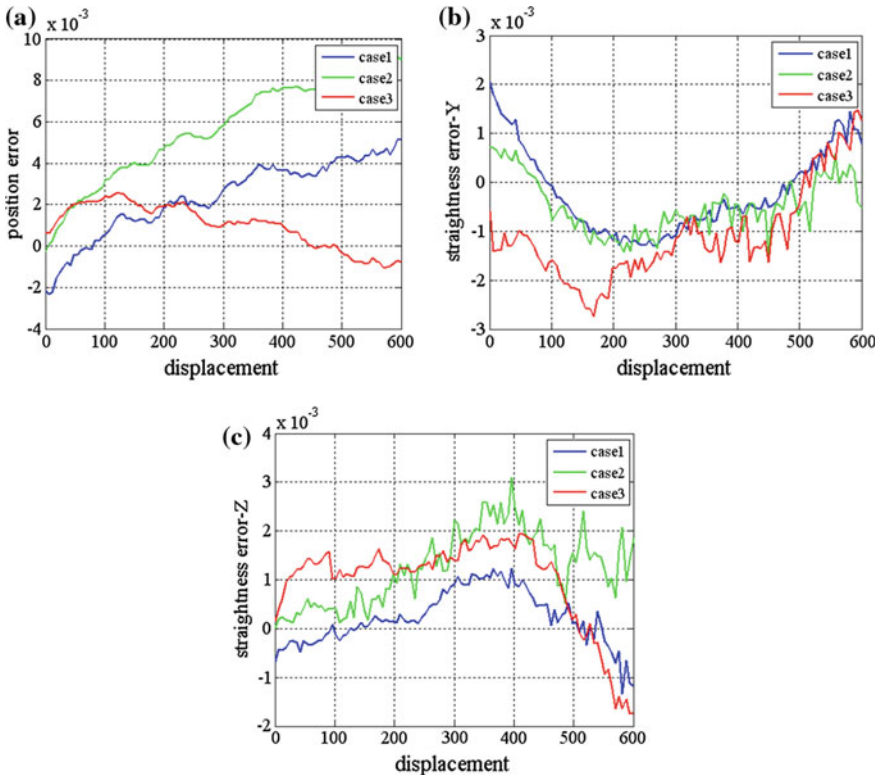 (a)
x 10⁻³
10
8
6
4
2
0
-2
-4
position error
0 100 200 300 400 500 600
displacement
case1
case2
case3
(b)
x 10⁻³
3
2
1
0
-1
-2
-3
straightness error-Y
0 100 200 300 400 500 600
displacement
case1
case2
case3
(c)
x 10⁻³
4
3
2
1
0
-1
-2
straightness error-Z
0 100 200 300 400 500 600
displacement
case1
case2
case3